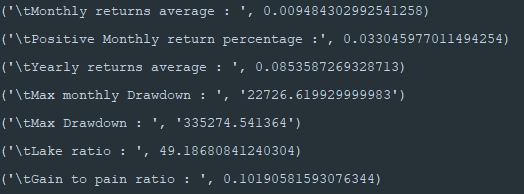 ('\tMonthly returns average : ', 0.009484302992541258)
('\tPositive Monthly return percentage :', 0.033045977011494254)
('\tYearly returns average : ', 0.0853587269328713)
('\tMax monthly Drawdown : ', '22726.619929999983')
('\tMax Drawdown : ', '335274.541364')
('\tLake ratio : ', 49.18680841240304)
('\tGain to pain ratio : ', 0.10190581593076344)